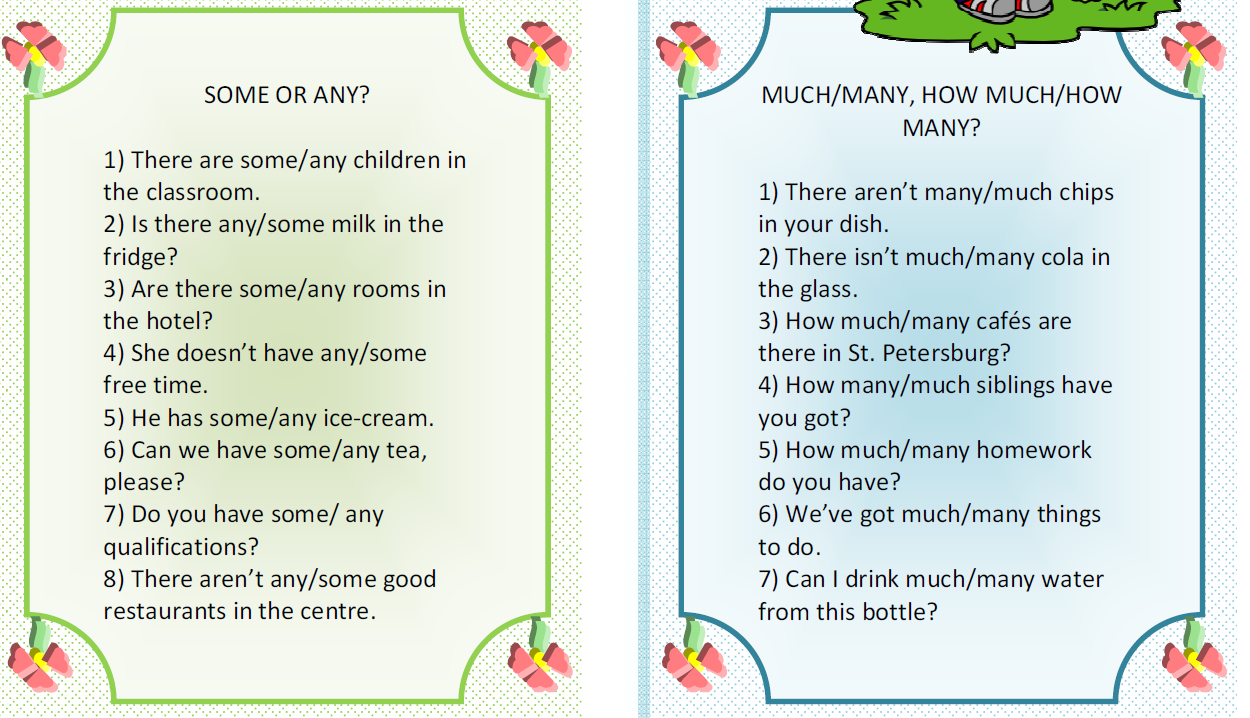 SOME OR ANY?
1) There are some/any children in
the classroom.
2) Is there any/some milk in the
fridge?
3) Are there some/any rooms in
the hotel?
4) She doesn’t have any/some
free time.
5) He has some/any ice-cream.
6) Can we have some/any tea,
please?
7) Do you have some/ any
qualifications?
8) There aren’t any/some good
restaurants in the centre.
MUCH/MANY, HOW MUCH/HOW
MANY?
1) There aren’t many/much chips
in your dish.
2) There isn’t much/many cola in
the glass.
3) How much/many cafés are
there in St. Petersburg?
4) How many/much siblings have
you got?
5) How much/many homework
do you have?
6) We’ve got much/many things
to do.
7) Can I drink much/many water
from this bottle?